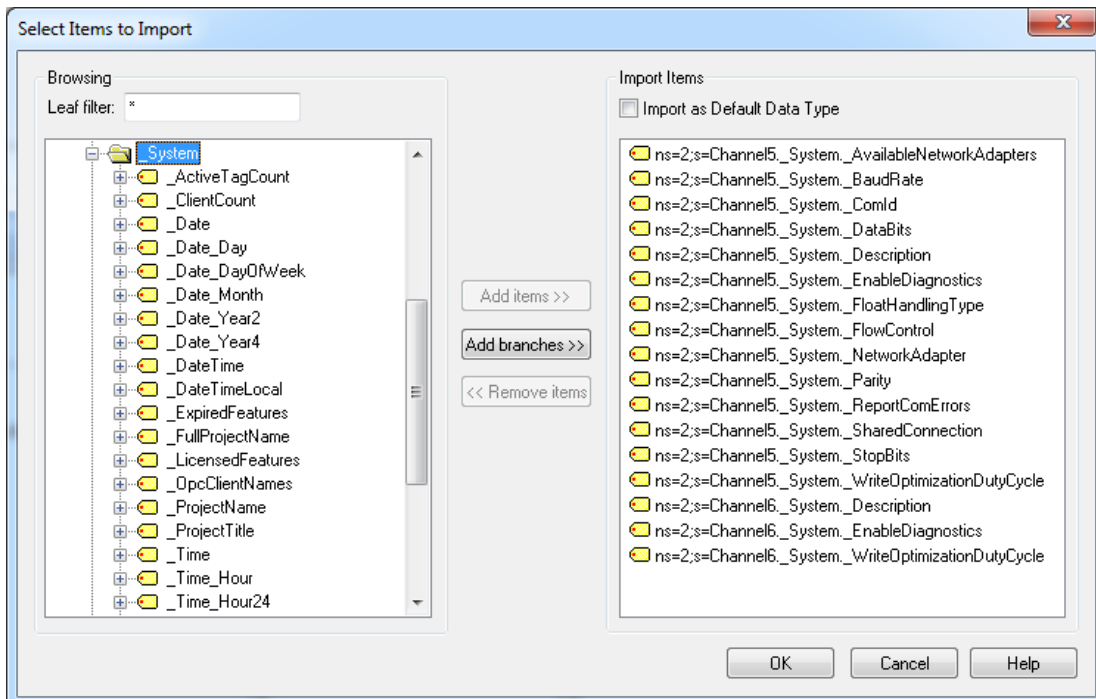 Select Items to Import
Browsing
Leaf filter: *
_System
_ActiveTagCount
_ClientCount
_Date
_Date_Day
_Date_DayOfWeek
_Date_Month
_Date_Year2
_Date_Year4
_DateTime
_DateTimeLocal
_ExpiredFeatures
_FullProjectName
_LicensedFeatures
_OpcClientNames
_ProjectName
_ProjectTitle
_Time
_Time_Hour
_Time_Hour24
Add items >>
Add branches >>
<< Remove items
Import Items
Import as Default Data Type
ns=2;s=Channel5._System._AvailableNetworkAdapters
ns=2;s=Channel5._System._BaudRate
ns=2;s=Channel5._System._ComId
ns=2;s=Channel5._System._DataBits
ns=2;s=Channel5._System._Description
ns=2;s=Channel5._System._EnableDiagnostics
ns=2;s=Channel5._System._FloatHandlingType
ns=2;s=Channel5._System._FlowControl
ns=2;s=Channel5._System._NetworkAdapter
ns=2;s=Channel5._System._Parity
ns=2;s=Channel5._System._ReportComErrors
ns=2;s=Channel5._System._SharedConnection
ns=2;s=Channel5._System._StopBits
ns=2;s=Channel5._System._WriteOptimizationDutyCycle
ns=2;s=Channel6._System._Description
ns=2;s=Channel6._System._EnableDiagnostics
ns=2;s=Channel6._System._WriteOptimizationDutyCycle
OK
Cancel
Help